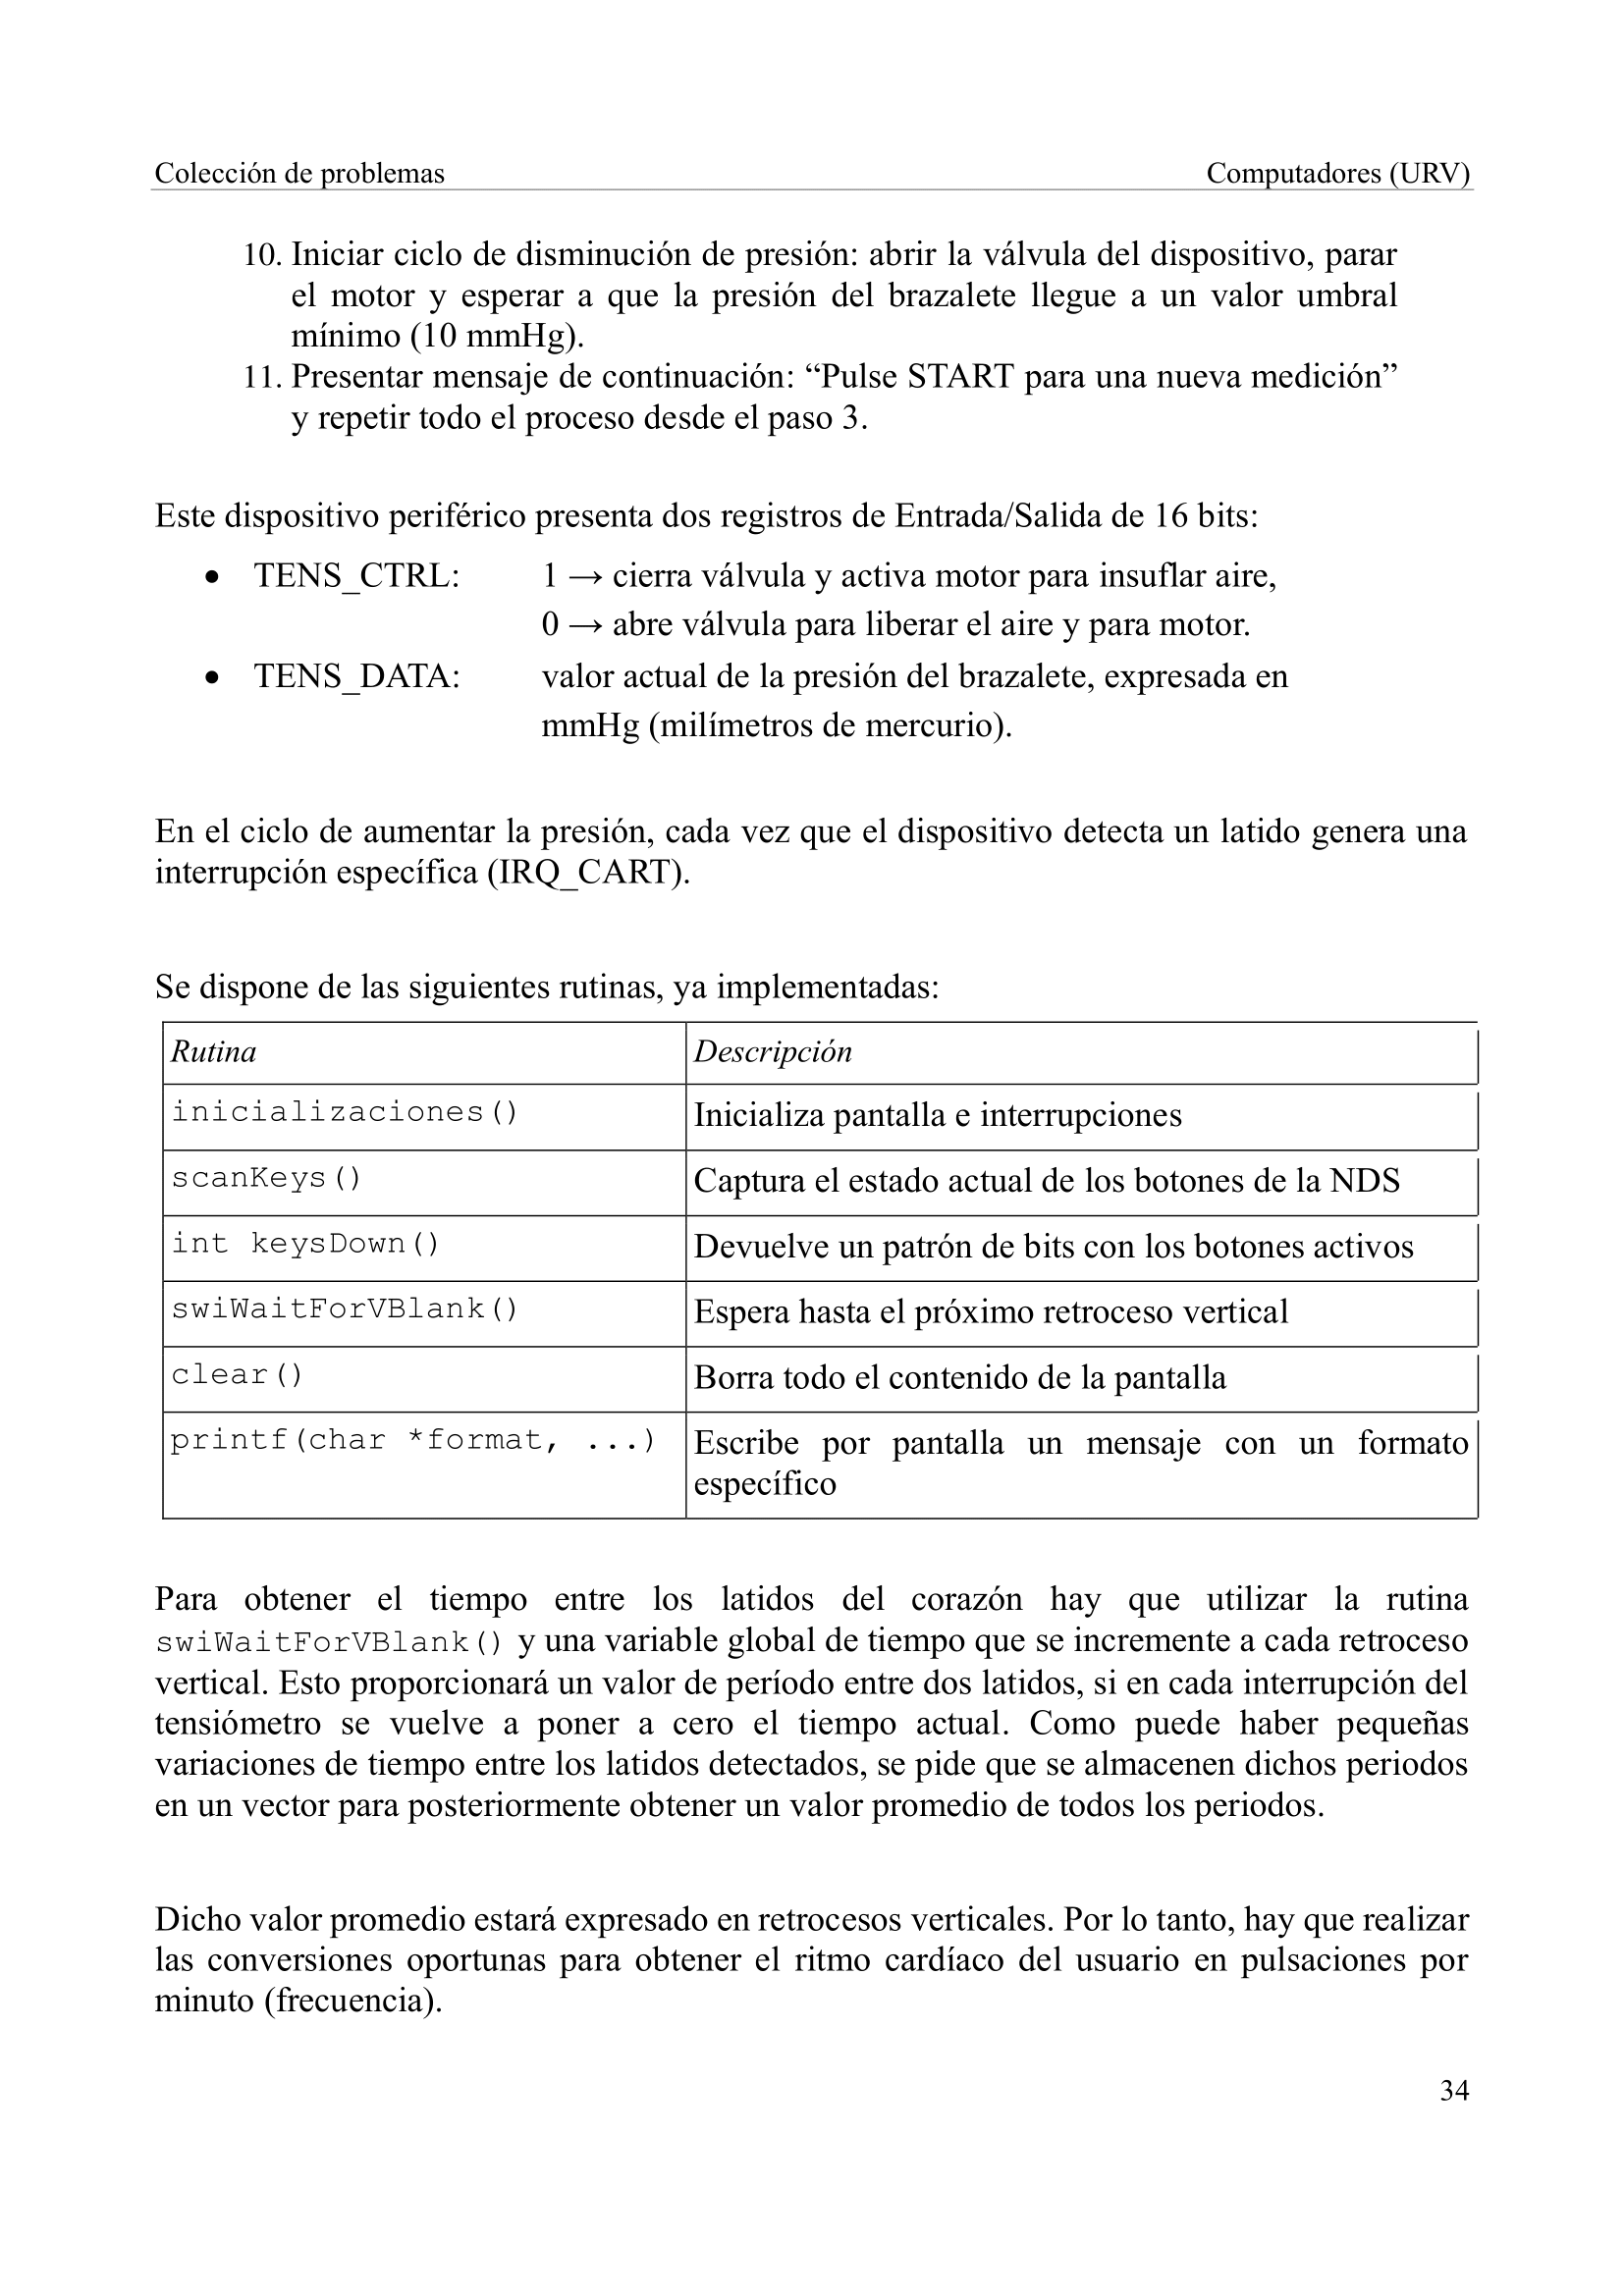 Colección de problemas Computadores (URV)
10. Iniciar ciclo de disminución de presión: abrir la válvula del dispositivo, parar
el motor y esperar a que la presión del brazalete llegue a un valor umbral
mínimo (10 mmHg).
11. Presentar mensaje de continuación: “Pulse START para una nueva medición”
y repetir todo el proceso desde el paso 3.
Este dispositivo periférico presenta dos registros de Entrada/Salida de 16 bits:
• TENS_CTRL: 1 → cierra válvula y activa motor para insuflar aire,
0 → abre válvula para liberar el aire y para motor.
• TENS_DATA: valor actual de la presión del brazalete, expresada en
mmHg (milímetros de mercurio).
En el ciclo de aumentar la presión, cada vez que el dispositivo detecta un latido genera una
interrupción específica (IRQ_CART).
Se dispone de las siguientes rutinas, ya implementadas:
Rutina Descripción
inicializaciones() Inicializa pantalla e interrupciones
scanKeys() Captura el estado actual de los botones de la NDS
int keysDown() Devuelve un patrón de bits con los botones activos
swiWaitForVBlank() Espera hasta el próximo retroceso vertical
clear() Borra todo el contenido de la pantalla
printf(char *format, ...) Escribe por pantalla un mensaje con un formato
específico
Para obtener el tiempo entre los latidos del corazón hay que utilizar la rutina
swiWaitForVBlank() y una variable global de tiempo que se incremente a cada retroceso
vertical. Esto proporcionará un valor de período entre dos latidos, si en cada interrupción del
tensiómetro se vuelve a poner a cero el tiempo actual. Como puede haber pequeñas
variaciones de tiempo entre los latidos detectados, se pide que se almacenen dichos periodos
en un vector para posteriormente obtener un valor promedio de todos los periodos.
Dicho valor promedio estará expresado en retrocesos verticales. Por lo tanto, hay que realizar
las conversiones oportunas para obtener el ritmo cardíaco del usuario en pulsaciones por
minuto (frecuencia).
34